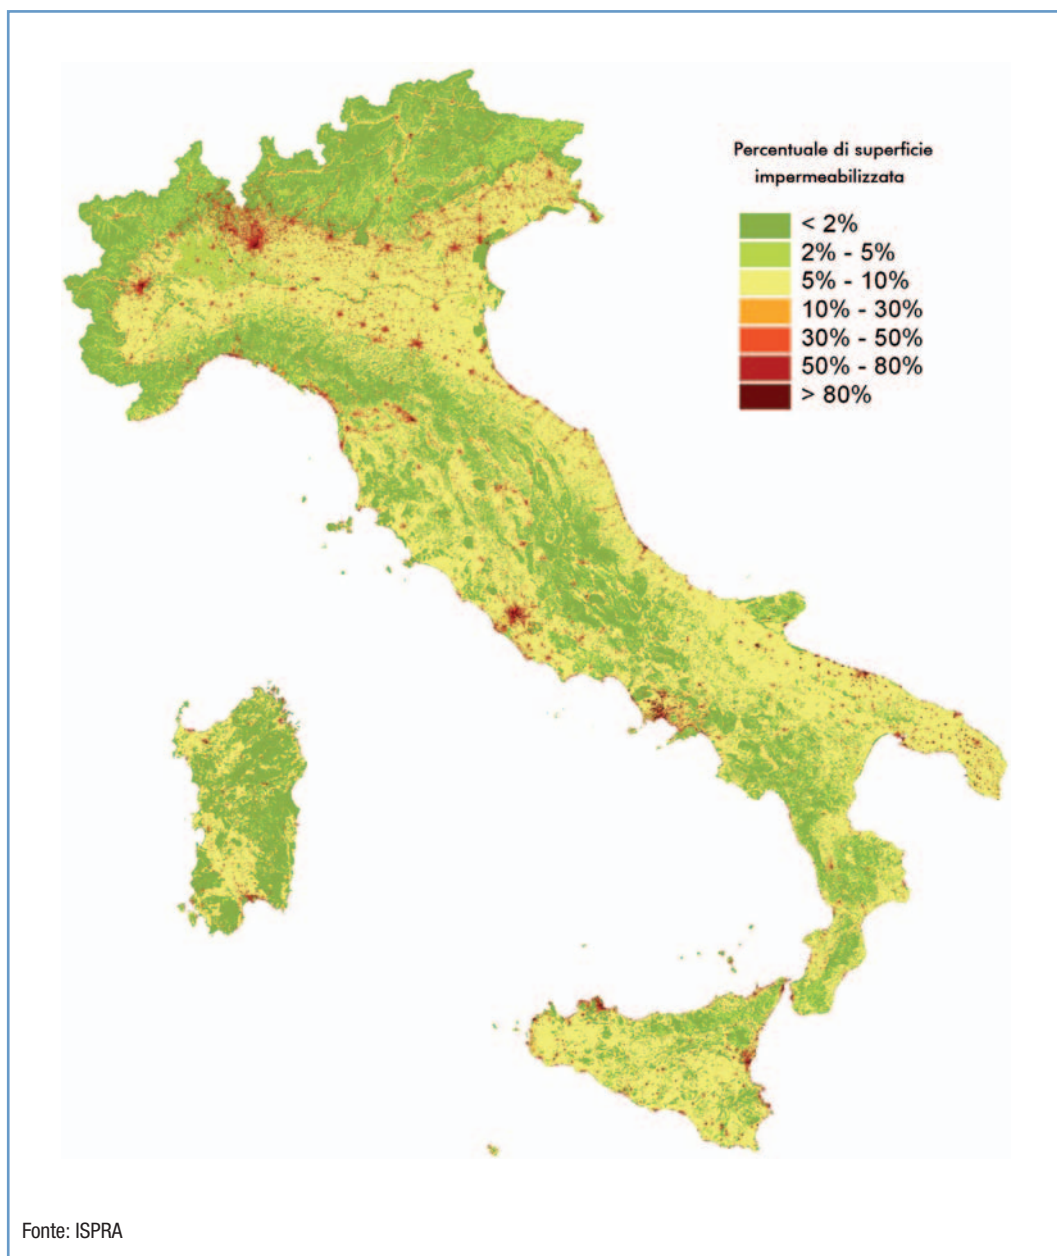 Percentuale di superficie
impermeabilizzata
< 2%
2% - 5%
5% - 10%
10% - 30%
30% - 50%
50% - 80%
> 80%
Fonte: ISPRA